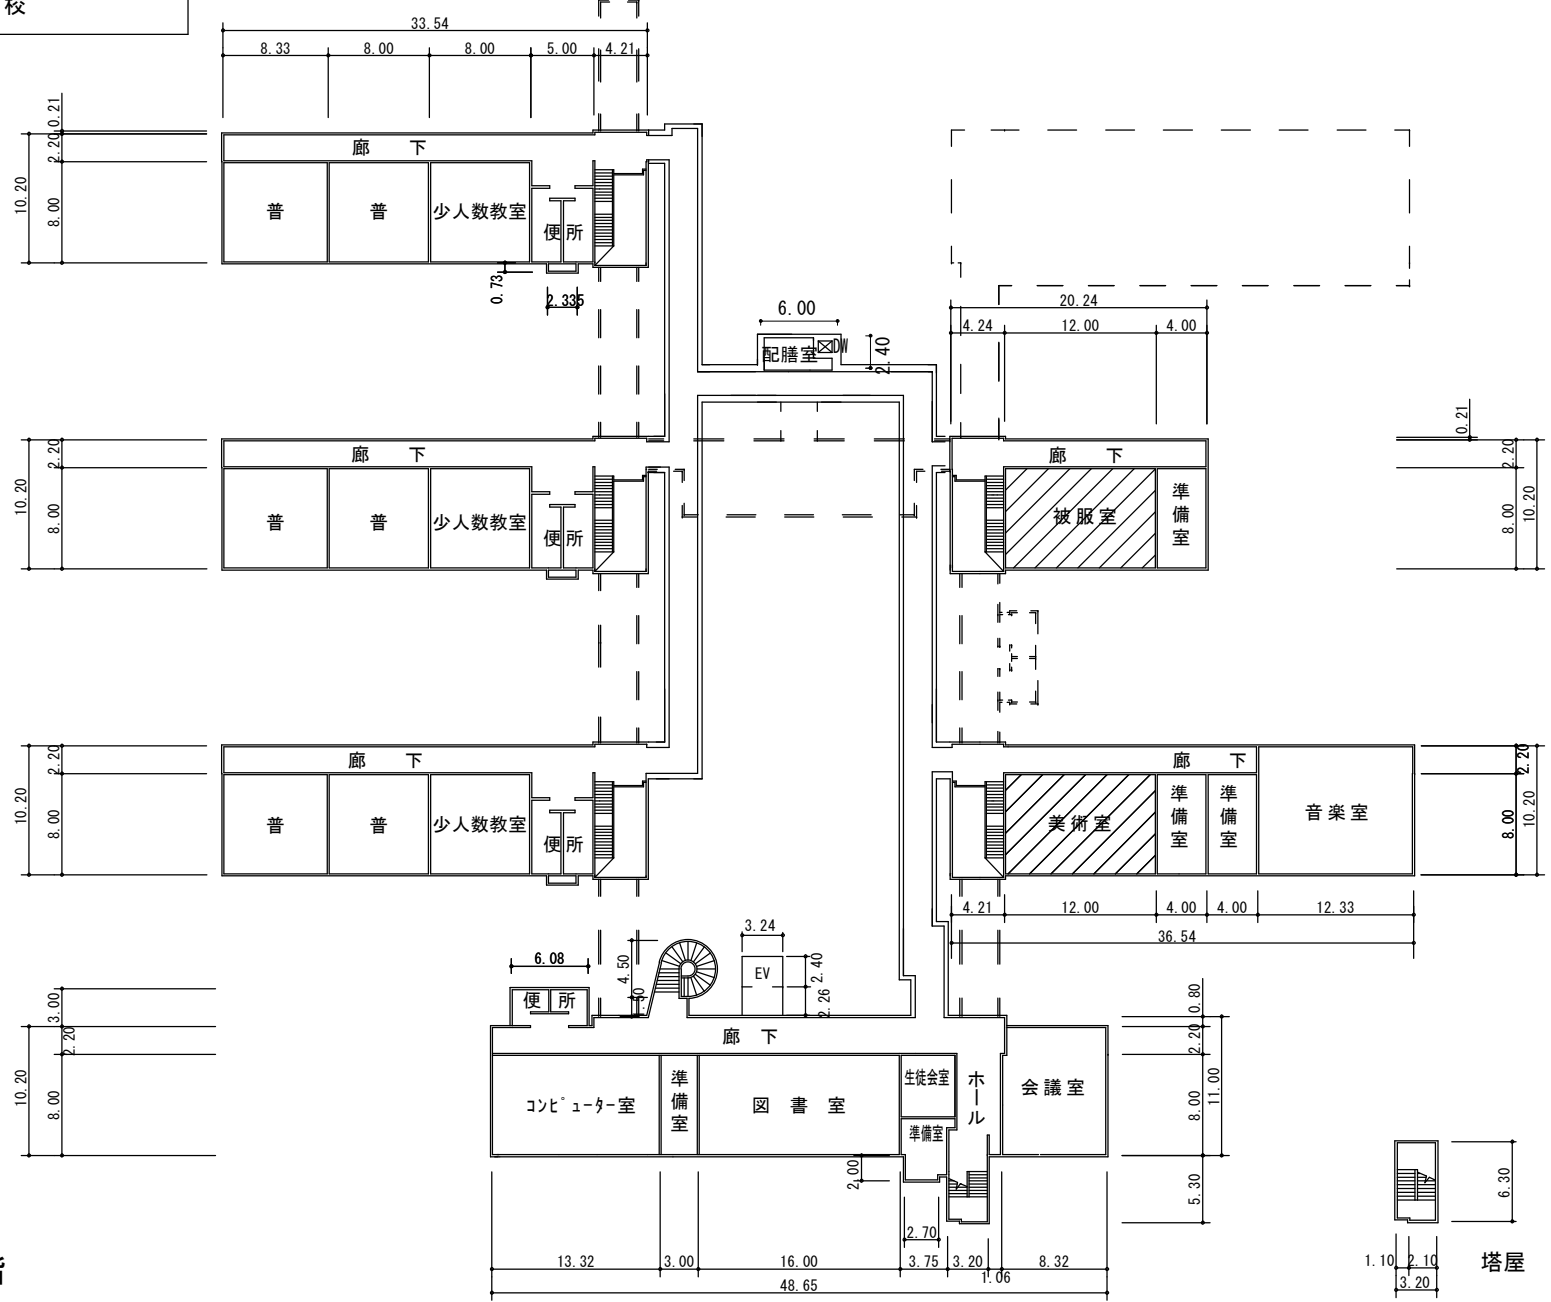 校
33.54
8.33 8.00 8.00 5.00 4.21
0.21
2.20
10.20
8.00
廊 下
普 普 少人数教室 便所
0.73
2.335
6.00
配膳室 DW
2.40
20.24
4.24 12.00 4.00
0.21
2.20
10.20
8.00
廊 下
普 普 少人数教室 便所
廊 下
被服室 準備室
2.20
8.00
10.20
2.20
10.20
8.00
廊 下
普 普 少人数教室 便所
廊 下
美術室 準備室 準備室 音楽室
2.20
8.00
10.20
4.21 12.00 4.00 4.00 12.33
36.54
6.08
4.50
3.24
EV
2.40
2.26
便所
3.00
2.20
10.20
8.00
廊 下
コンピューター室 準備室 図書室 生徒会室 準備室 ホール 会議室
0.80
2.20
8.00
11.00
5.30
2.00
2.70
13.32 3.00 16.00 3.75 3.20 1.06 8.32
48.65
6.30
1.10 2.10
3.20
塔屋